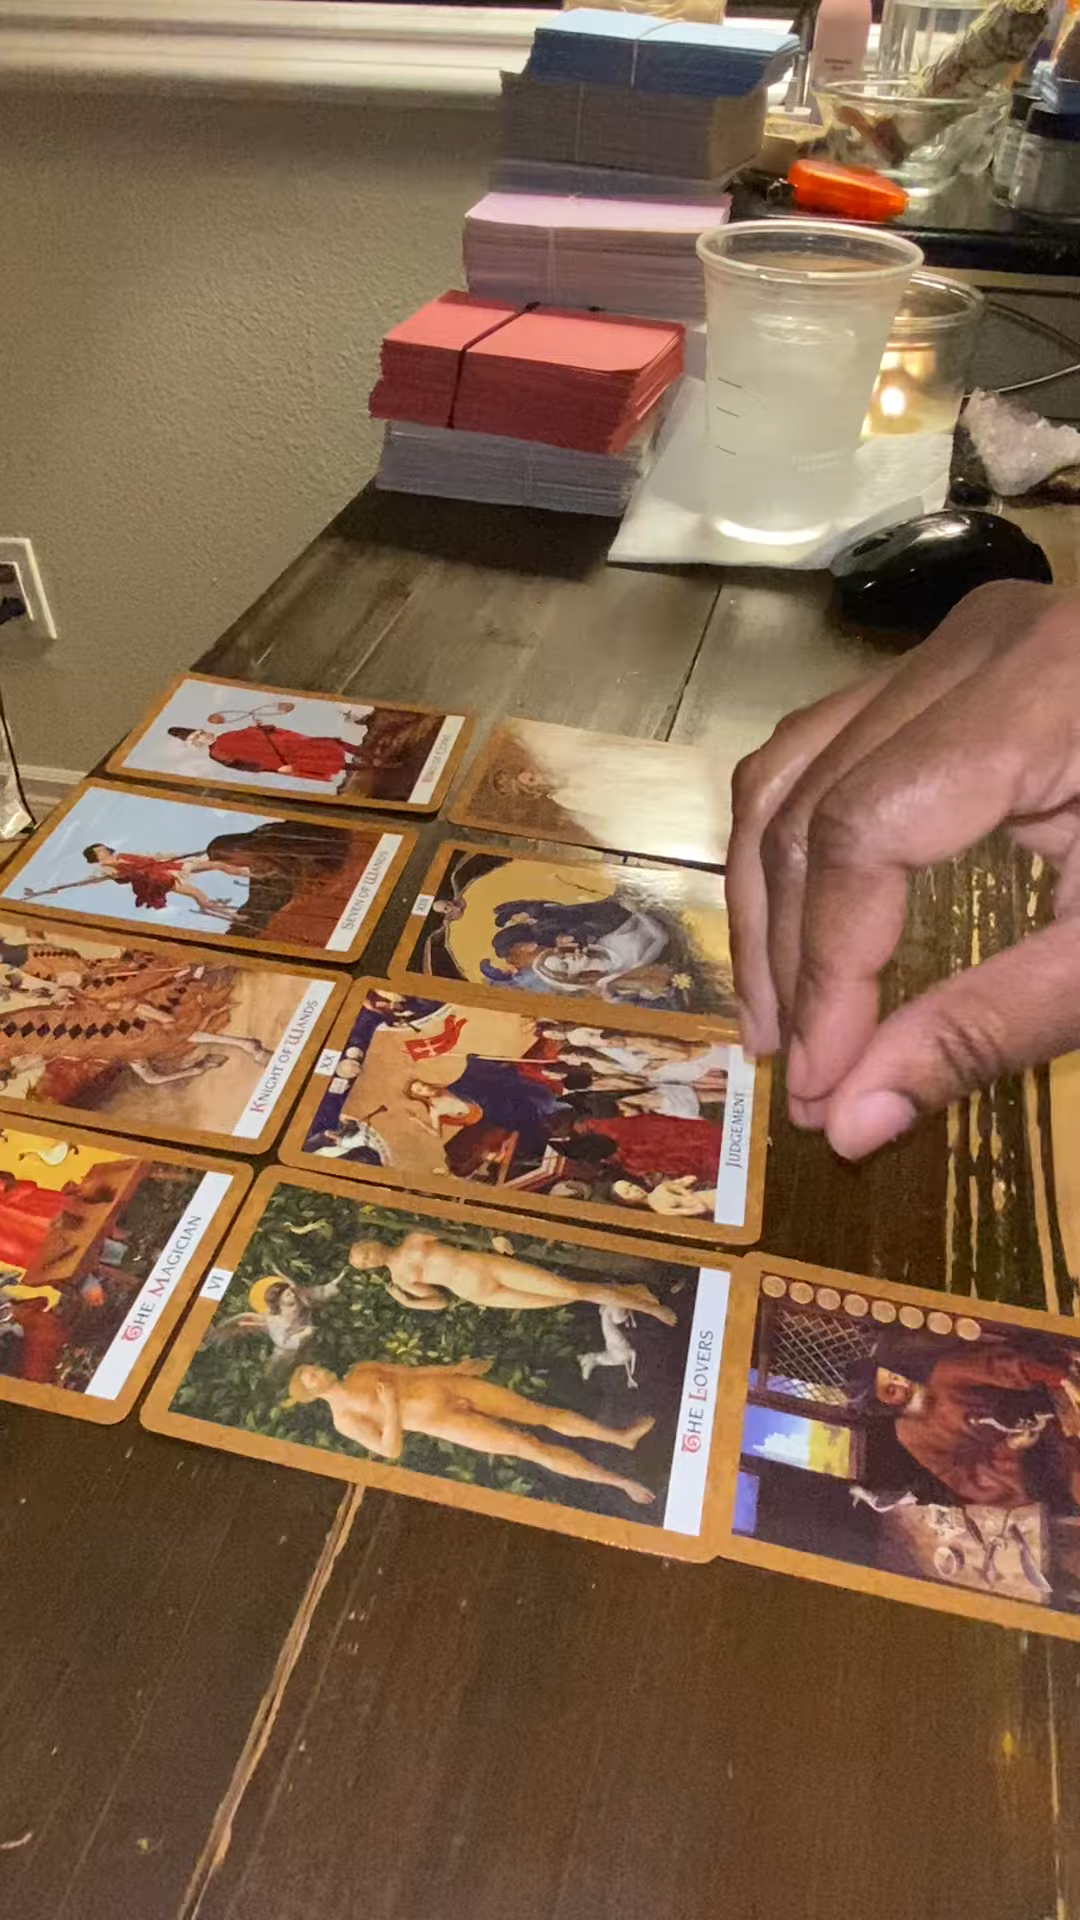 SEVEN OF WANDS
KNIGHT OF WANDS
XX
JUDGEMENT
THE MAGICIAN
VI
THE LOVERS